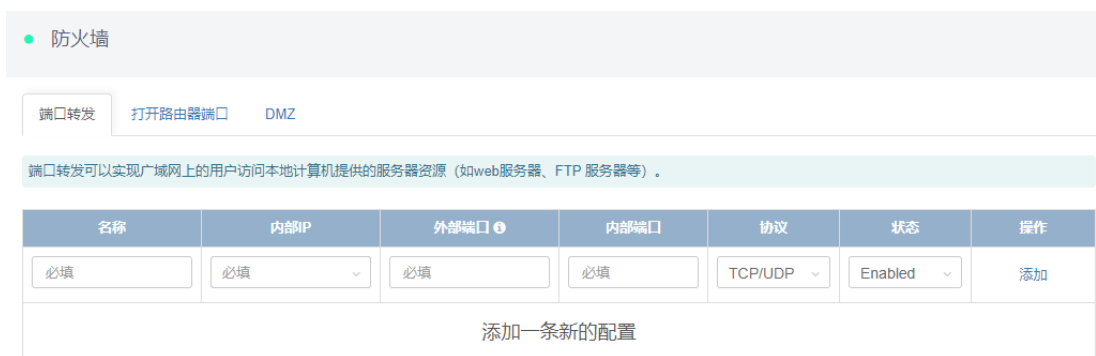 防火墙
端口转发 打开路由器端口 DMZ
端口转发可以实现广域网上的用户访问本地计算机提供的服务器资源（如web服务器、FTP 服务器等）。
名称 内部IP 外部端口 内部端口 协议 状态 操作
必填 必填 必填 必填 TCP/UDP Enabled 添加
添加一条新的配置